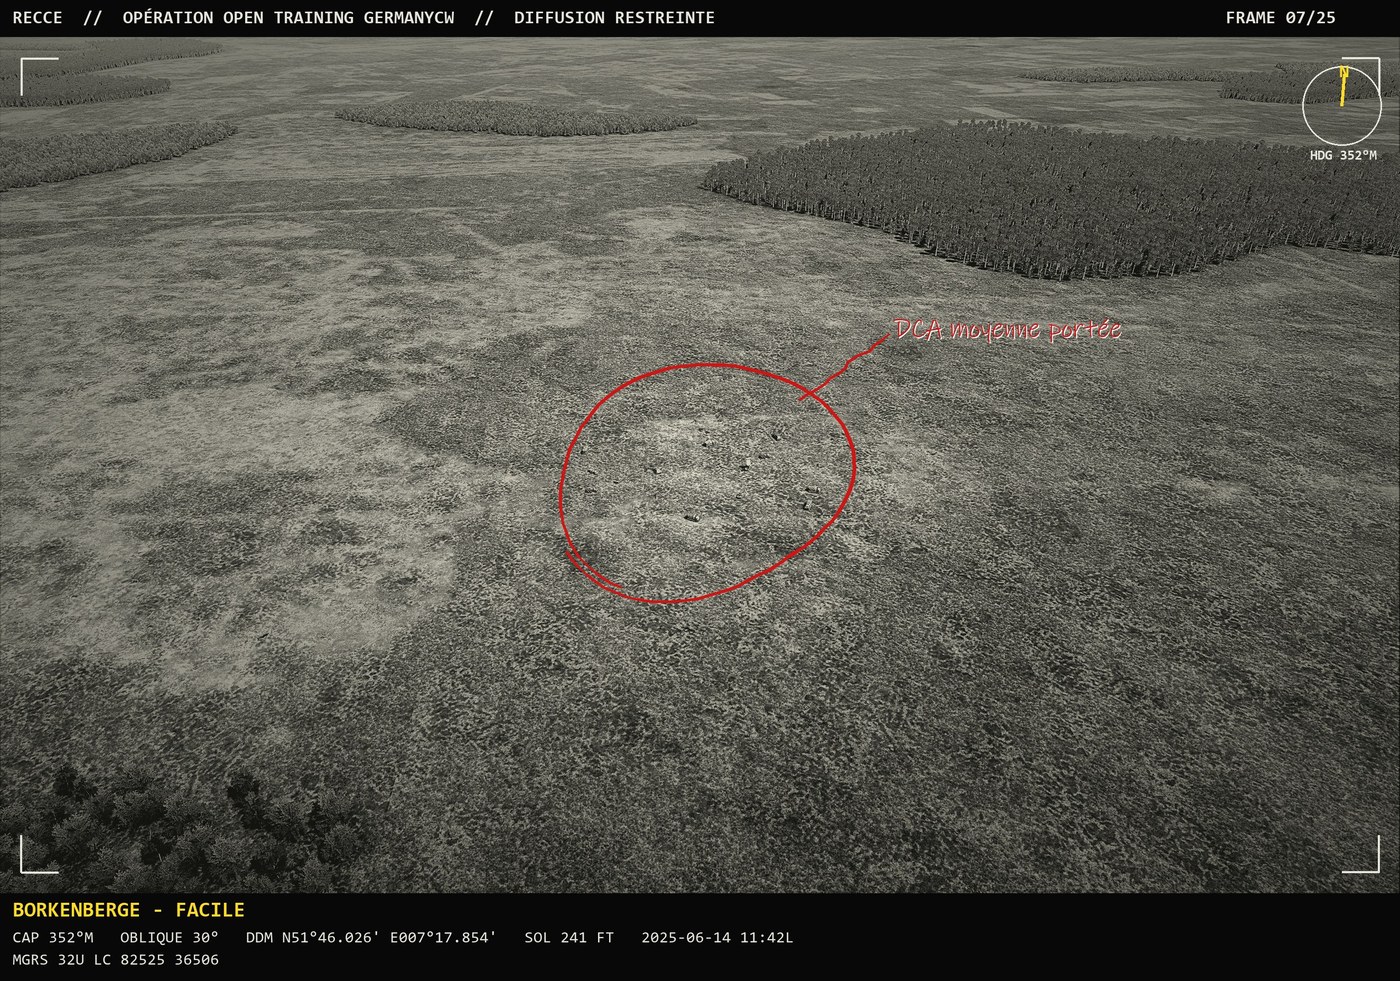 RECCE  //  OPÉRATION OPEN TRAINING GERMANYCW  //  DIFFUSION RESTREINTE
FRAME 07/25
N
HDG 352°M
DCA moyenne portée
BORKENBERGE - FACILE
CAP 352°M   OBLIQUE 30°   DDM N51°46.026' E007°17.854'   SOL 241 FT   2025-06-14 11:42L
MGRS 32U LC 82525 36506